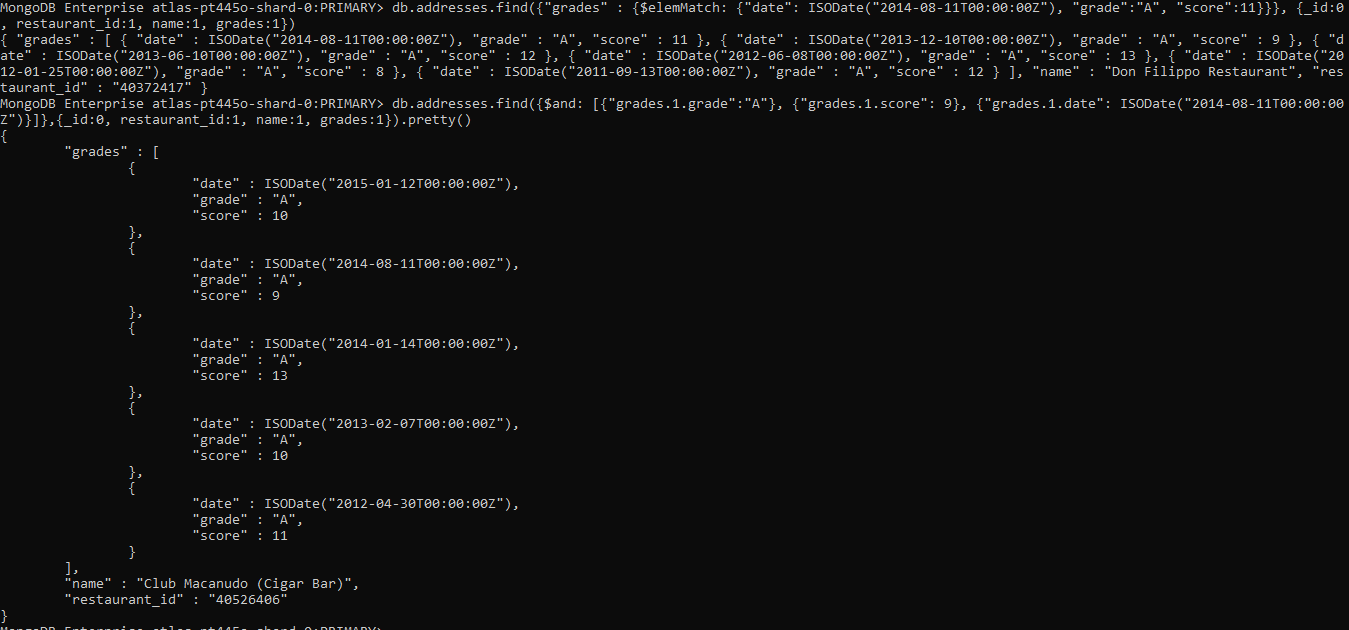 MongoDB Enterprise atlas-pt445o-shard-0:PRIMARY> db.addresses.find({"grades" : {$elemMatch: {"date": ISODate("2014-08-11T00:00:00Z"), "grade":"A", "score":11}}}, {_id:0
, restaurant_id:1, name:1, grades:1})
{ "grades" : [ { "date" : ISODate("2014-08-11T00:00:00Z"), "grade" : "A", "score" : 11 }, { "date" : ISODate("2013-12-10T00:00:00Z"), "grade" : "A", "score" : 9 }, { "d
ate" : ISODate("2013-06-10T00:00:00Z"), "grade" : "A", "score" : 12 }, { "date" : ISODate("2012-06-08T00:00:00Z"), "grade" : "A", "score" : 13 }, { "date" : ISODate("20
12-01-25T00:00:00Z"), "grade" : "A", "score" : 8 }, { "date" : ISODate("2011-09-13T00:00:00Z"), "grade" : "A", "score" : 12 } ], "name" : "Don Filippo Restaurant", "res
taurant_id" : "40372417" }
MongoDB Enterprise atlas-pt445o-shard-0:PRIMARY> db.addresses.find({$and: [{"grades.1.grade":"A"}, {"grades.1.score": 9}, {"grades.1.date": ISODate("2014-08-11T00:00:00
Z")}]},{_id:0, restaurant_id:1, name:1, grades:1}).pretty()
{
"grades" : [
{
"date" : ISODate("2015-01-12T00:00:00Z"),
"grade" : "A",
"score" : 10
},
{
"date" : ISODate("2014-08-11T00:00:00Z"),
"grade" : "A",
"score" : 9
},
{
"date" : ISODate("2014-01-14T00:00:00Z"),
"grade" : "A",
"score" : 13
},
{
"date" : ISODate("2013-02-07T00:00:00Z"),
"grade" : "A",
"score" : 10
},
{
"date" : ISODate("2012-04-30T00:00:00Z"),
"grade" : "A",
"score" : 11
}
],
"name" : "Club Macanudo (Cigar Bar)",
"restaurant_id" : "40526406"
}
MongoDB Enterprise atlas-pt445o-shard-0:PRIMARY>